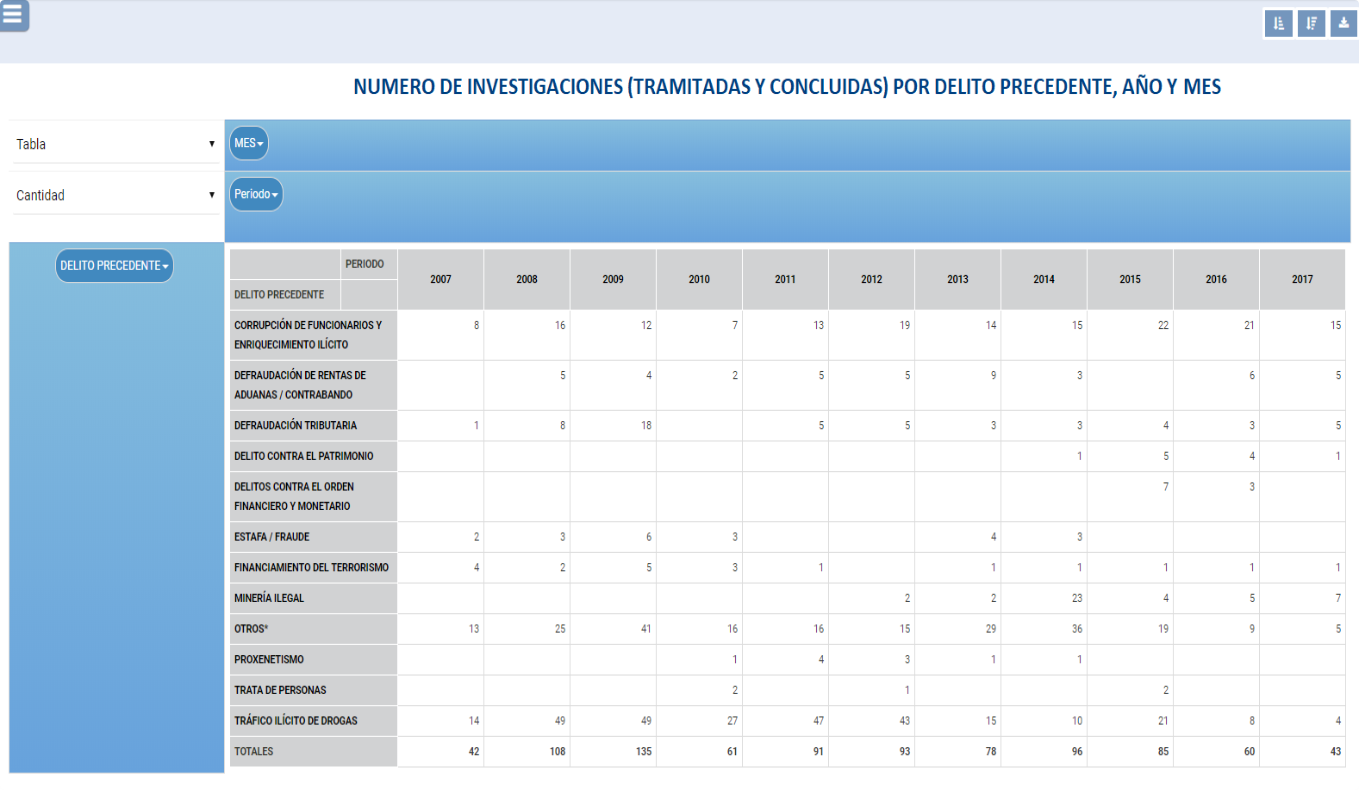 NUMERO DE INVESTIGACIONES (TRAMITADAS Y CONCLUIDAS) POR DELITO PRECEDENTE, AÑO Y MES
Tabla
MES
Cantidad
Periodo
DELITO PRECEDENTE
PERIODO
DELITO PRECEDENTE
2007 2008 2009 2010 2011 2012 2013 2014 2015 2016 2017
CORRUPCIÓN DE FUNCIONARIOS Y
ENRIQUECIMIENTO ILÍCITO
8 16 12 7 13 19 14 15 22 21 15
DEFRAUDACIÓN DE RENTAS DE
ADUANAS / CONTRABANDO
5 4 2 5 5 9 3 6 5
DEFRAUDACIÓN TRIBUTARIA 1 8 18 5 5 3 3 4 3 5
DELITO CONTRA EL PATRIMONIO 1 5 4 1
DELITOS CONTRA EL ORDEN
FINANCIERO Y MONETARIO
7 3
ESTAFA / FRAUDE 2 3 6 3 4 3
FINANCIAMIENTO DEL TERRORISMO 4 2 5 3 1 1 1 1 1 1
MINERÍA ILEGAL 2 2 23 4 5 7
OTROS* 13 25 41 16 16 15 29 36 19 9 5
PROXENETISMO 1 4 3 1 1
TRATA DE PERSONAS 2 1 2
TRÁFICO ILÍCITO DE DROGAS 14 49 49 27 47 43 15 10 21 8 4
TOTALES 42 108 135 61 91 93 78 96 85 60 43